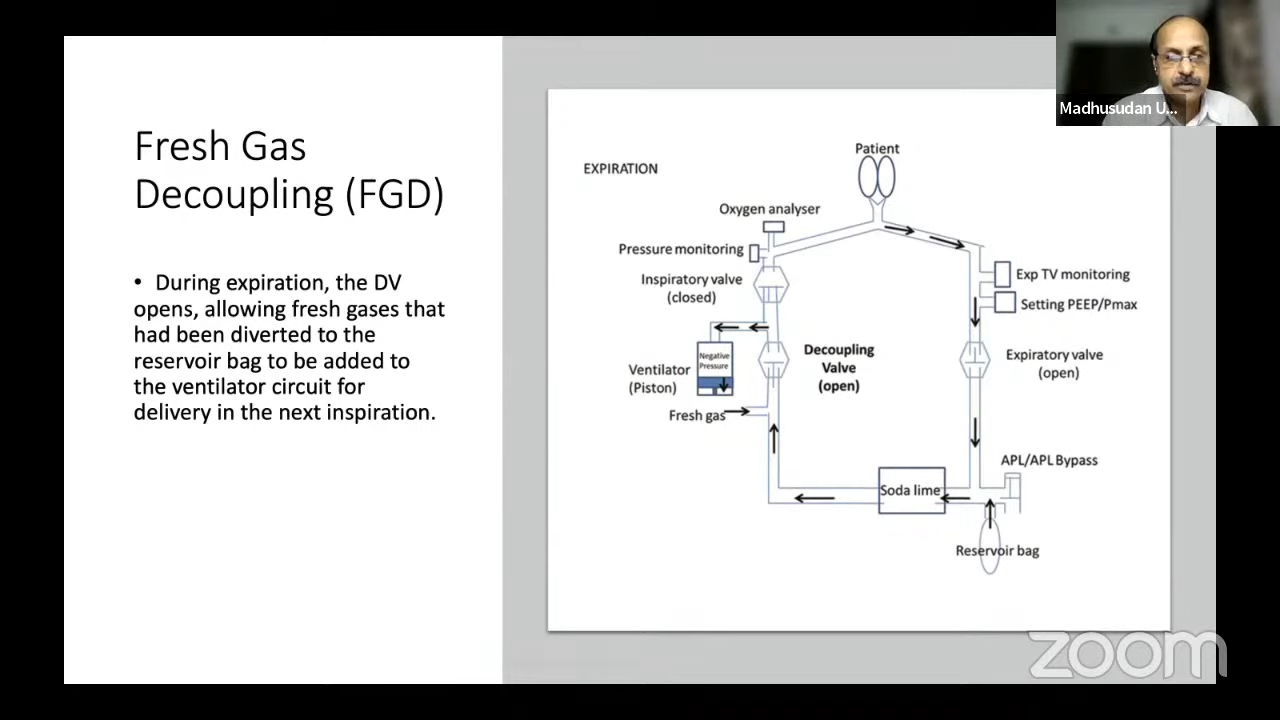 Fresh Gas
Decoupling (FGD)
• During expiration, the DV
opens, allowing fresh gases that
had been diverted to the
reservoir bag to be added to
the ventilator circuit for
delivery in the next inspiration.
EXPIRATION
Patient
Oxygen analyser
Pressure monitoring
Inspiratory valve
(closed)
Exp TV monitoring
Setting PEEP/Pmax
Negative
Pressure
Ventilator
(Piston)
Decoupling
Valve
(open)
Expiratory valve
(open)
Fresh gas
APL/APL Bypass
Soda lime
Reservoir bag
Madhusudan U...
zoom